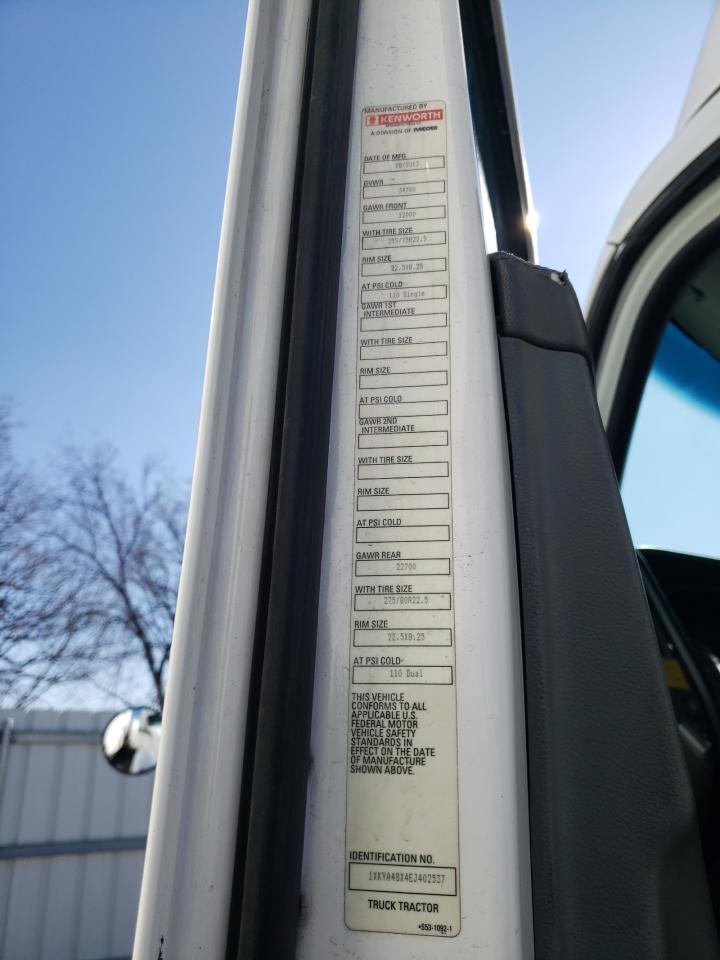 MANUFACTURED BY
KENWORTH
A DIVISION OF PACCAR
DATE OF MFG
08/2013
GVWR
34700
GAWR FRONT
12000
WITH TIRE SIZE
295/75R22.5
RIM SIZE
22.5X8.25
AT PSI COLD
110 Single
GAWR 1ST
INTERMEDIATE
WITH TIRE SIZE
RIM SIZE
AT PSI COLD
GAWR 2ND
INTERMEDIATE
WITH TIRE SIZE
RIM SIZE
AT PSI COLD
GAWR REAR
22700
WITH TIRE SIZE
275/80R22.5
RIM SIZE
22.5X8.25
AT PSI COLD
110 Dual
THIS VEHICLE
CONFORMS TO ALL
APPLICABLE U.S.
FEDERAL MOTOR
VEHICLE SAFETY
STANDARDS IN
EFFECT ON THE DATE
OF MANUFACTURE
SHOWN ABOVE.
IDENTIFICATION NO.
1XKYA48X4EJ402537
TRUCK TRACTOR
•S53-1092-1